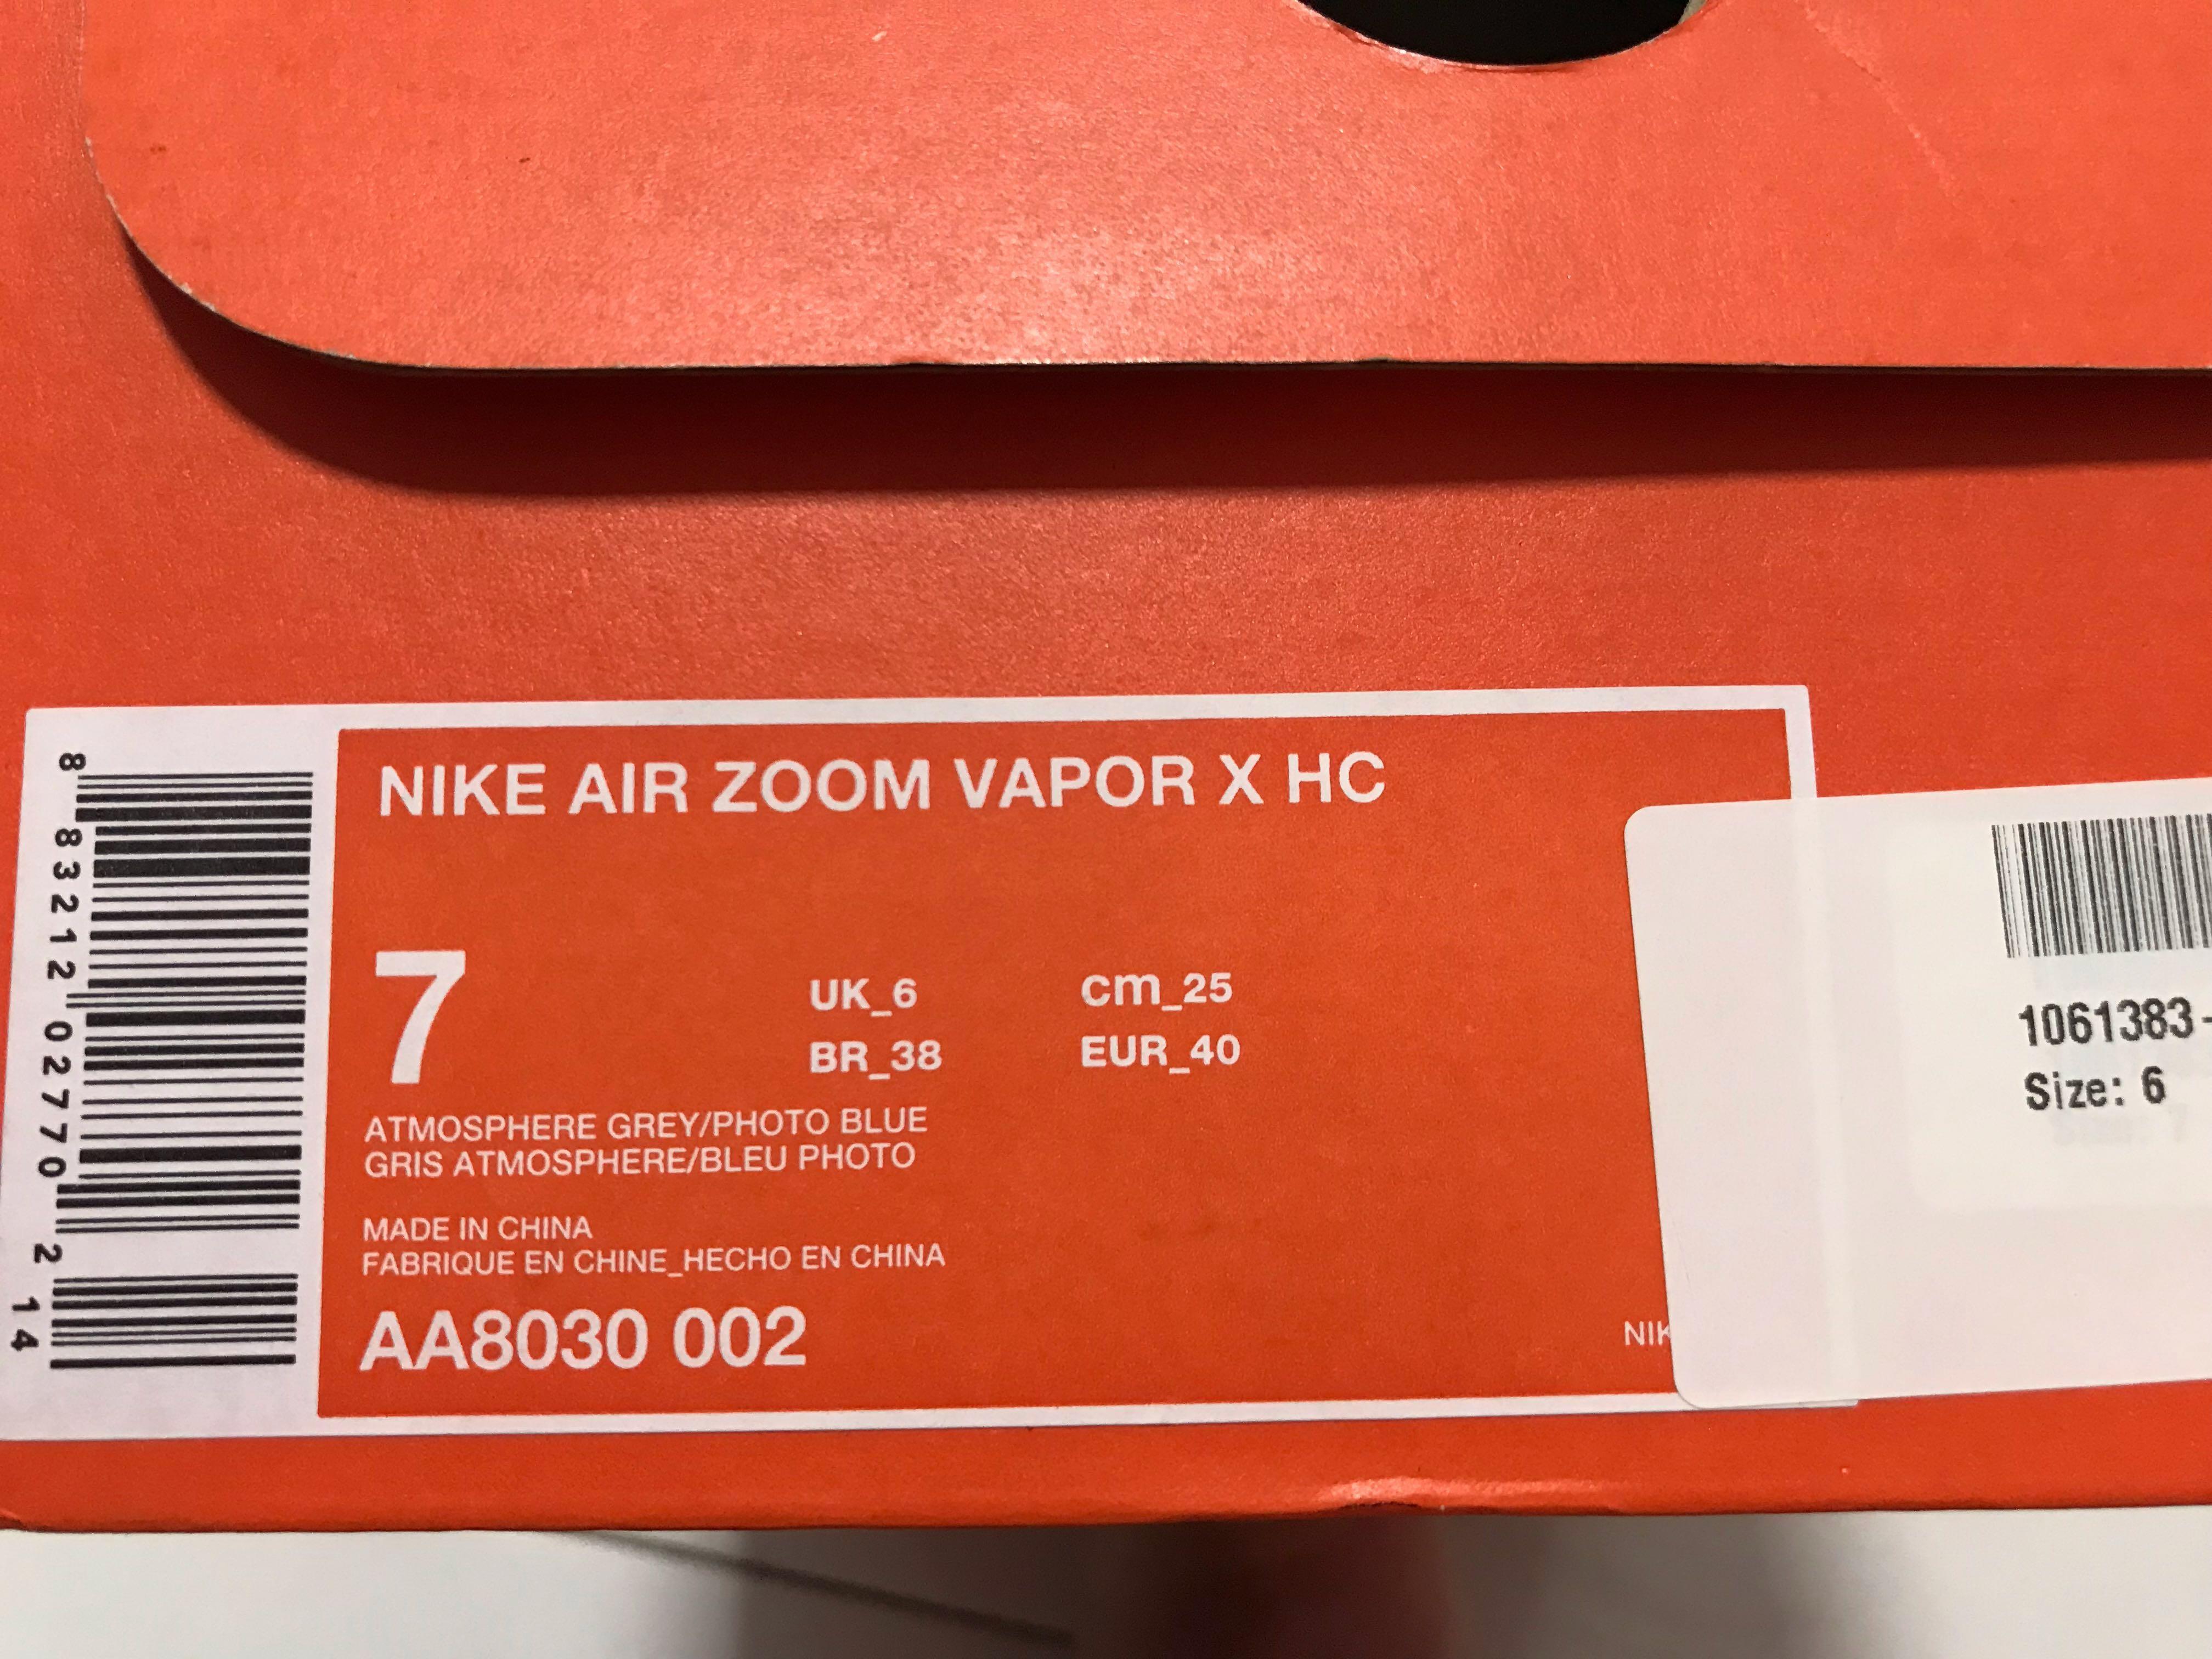 NIKE AIR ZOOM VAPOR X HC
7
UK_6 cm_25
BR_38 EUR_40
ATMOSPHERE GREY/PHOTO BLUE
GRIS ATMOSPHERE/BLEU PHOTO
MADE IN CHINA
FABRIQUE EN CHINE_HECHO EN CHINA
AA8030 002
8 83212 02770 2 14
1061383-
Size: 6